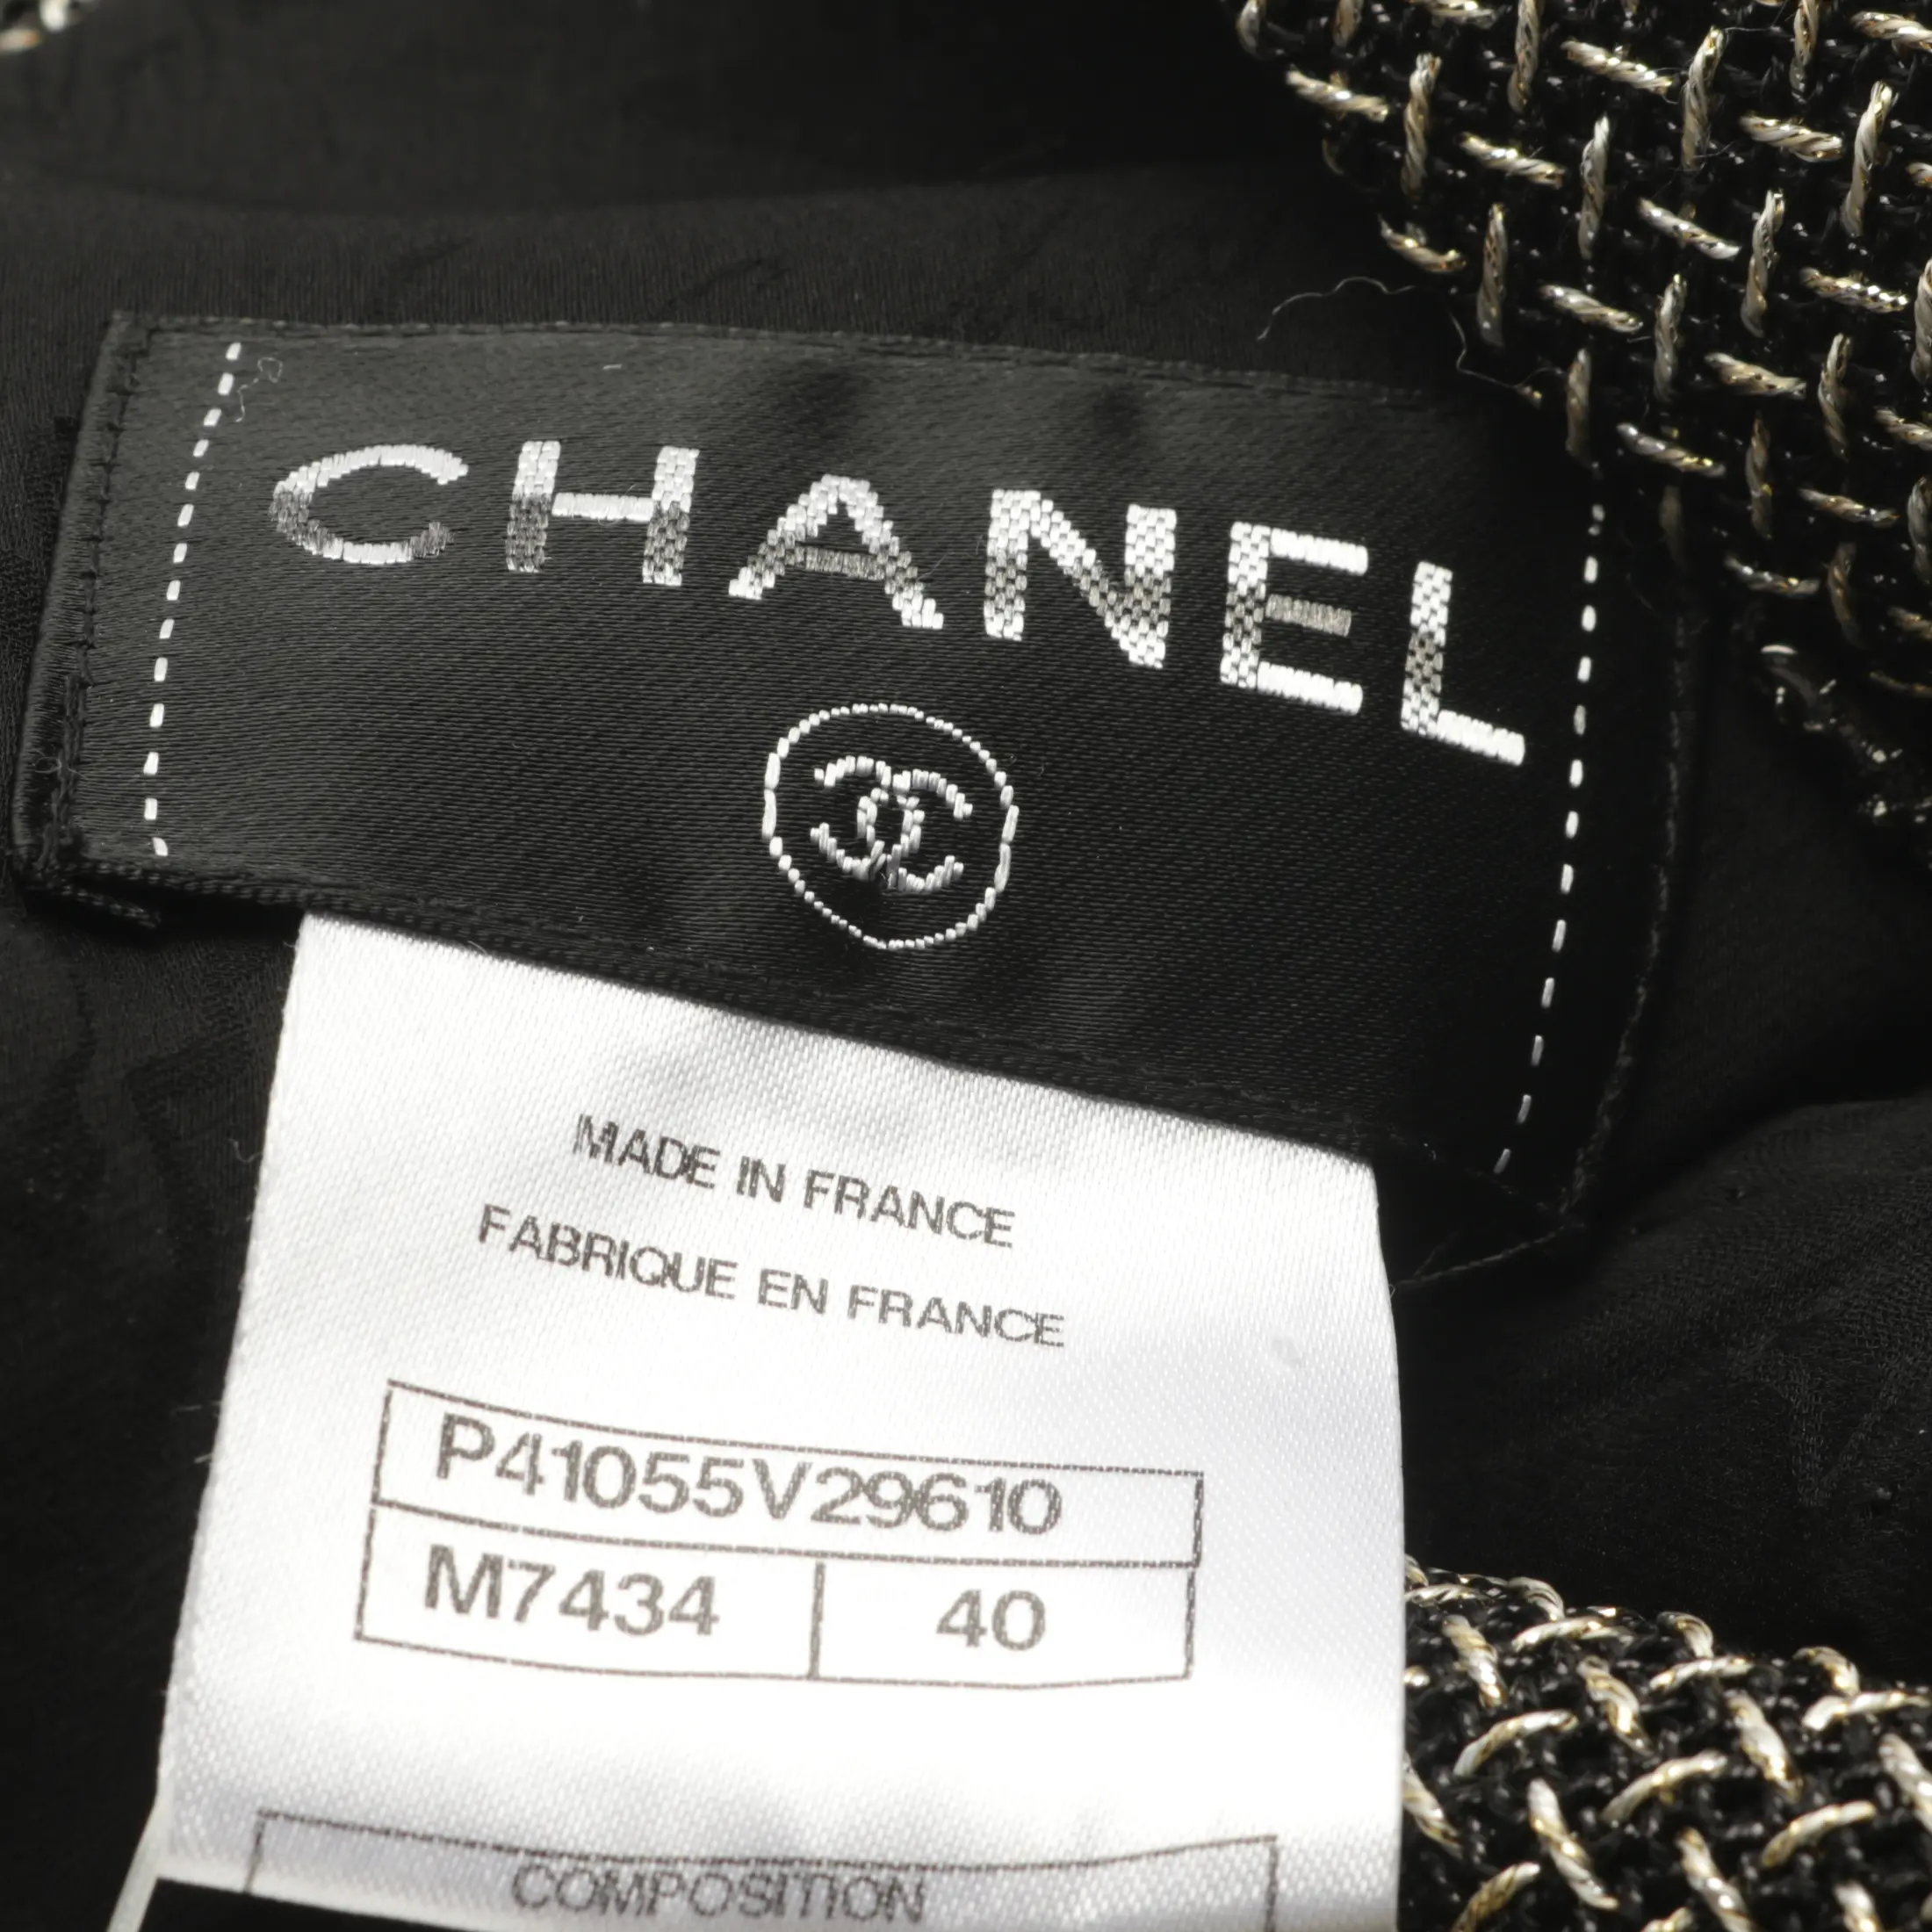 CHANEL
MADE IN FRANCE
FABRIQUE EN FRANCE
P41055V29610
M7434 40
COMPOSITION